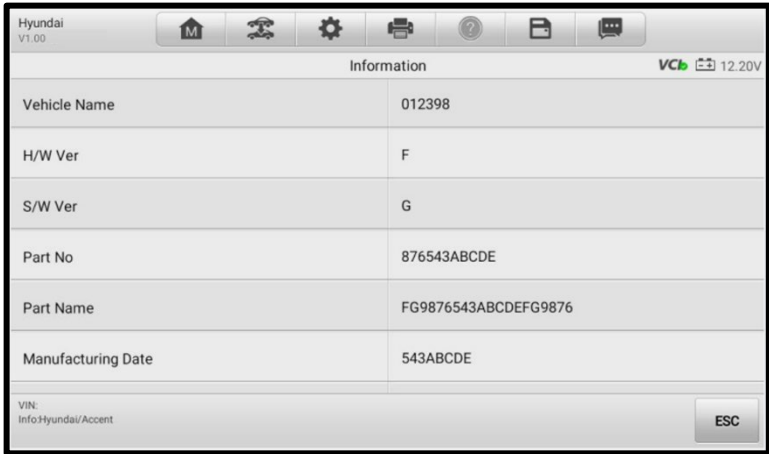 Hyundai
V1.00
M
Information
VCI 12.20V
Vehicle Name 012398
H/W Ver F
S/W Ver G
Part No 876543ABCDE
Part Name FG9876543ABCDEFG9876
Manufacturing Date 543ABCDE
VIN:
Info:Hyundai/Accent
ESC